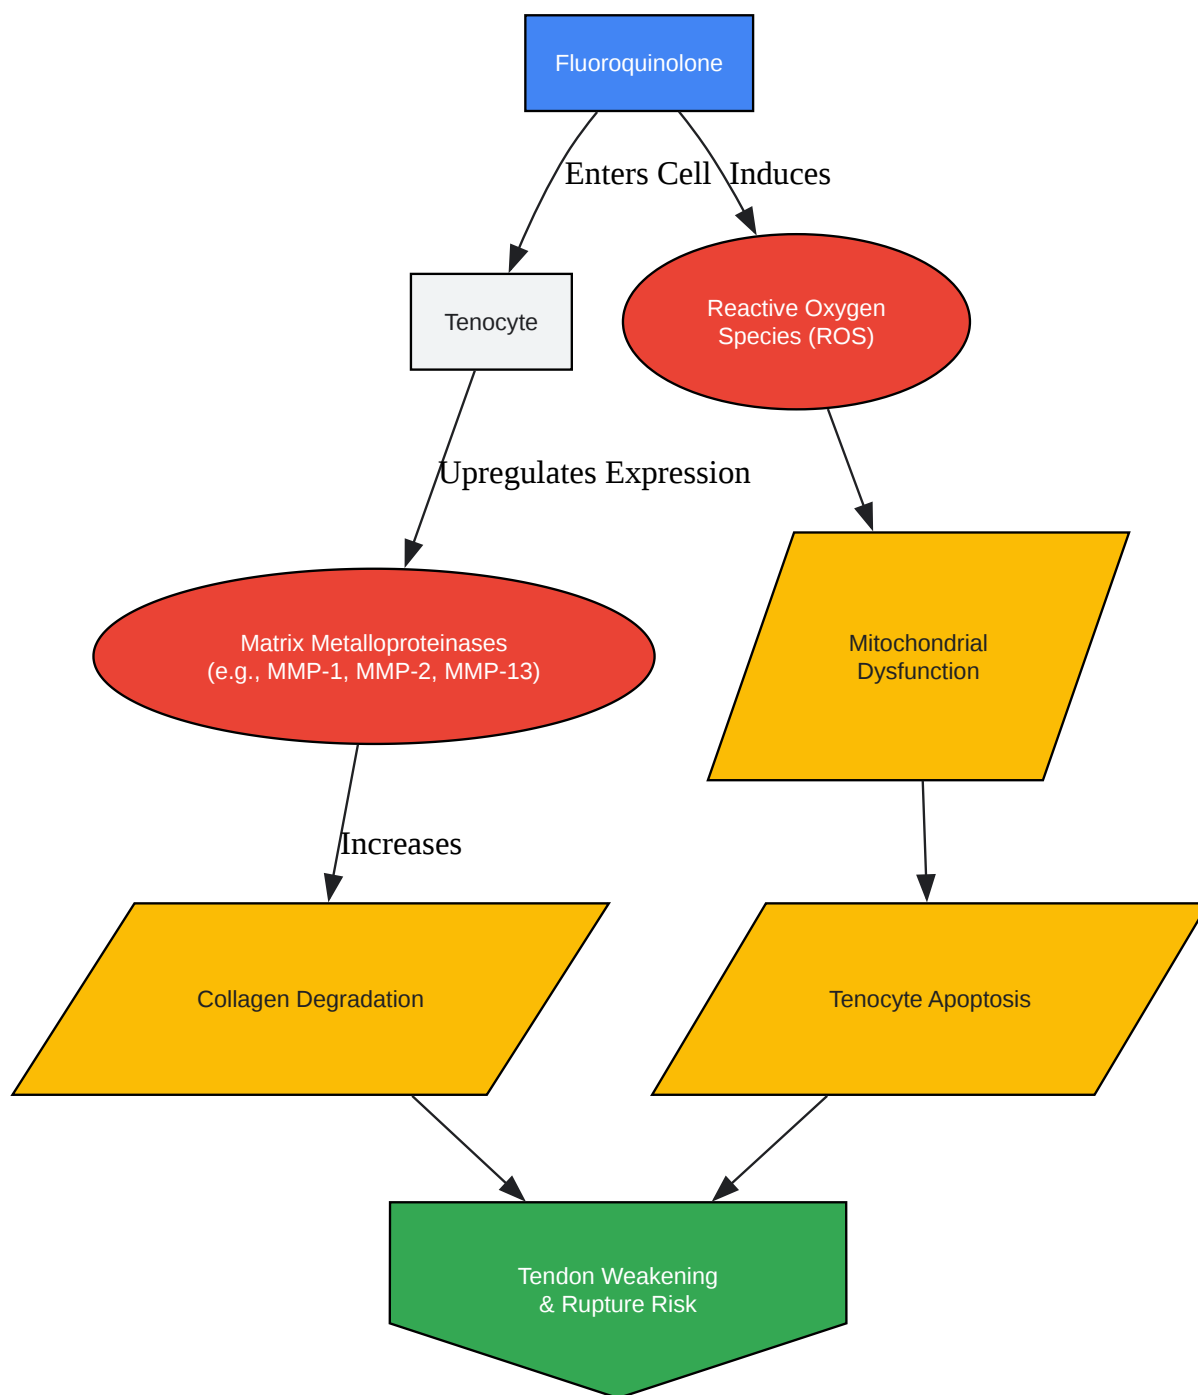 Fluoroquinolone
Enters Cell
Induces
Tenocyte
Reactive Oxygen
Species (ROS)
Upregulates Expression
Matrix Metalloproteinases
(e.g., MMP-1, MMP-2, MMP-13)
Mitochondrial
Dysfunction
Increases
Collagen Degradation
Tenocyte Apoptosis
Tendon Weakening
& Rupture Risk